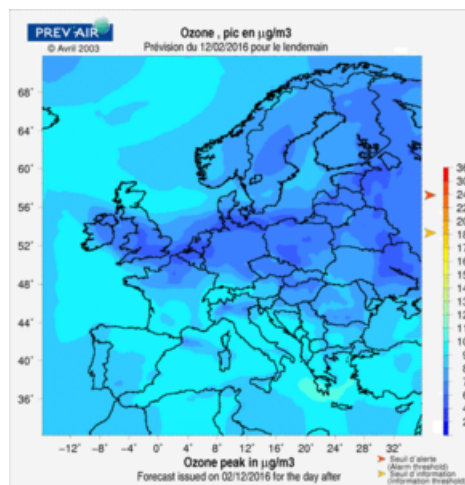 PREV'AIR
© Avril 2003
Ozone , pic en µg/m3
Prévision du 12/02/2016 pour le lendemain
68°
64°
60°
56°
52°
48°
44°
40°
36°
−12° −8° −4° 0° 4° 8° 12° 16° 20° 24° 28° 32°
Ozone peak in µg/m3
Forecast issued on 02/12/2016 for the day after
Seuil d'alerte
(Alarm threshold)
Seuil d'information
(Information threshold)